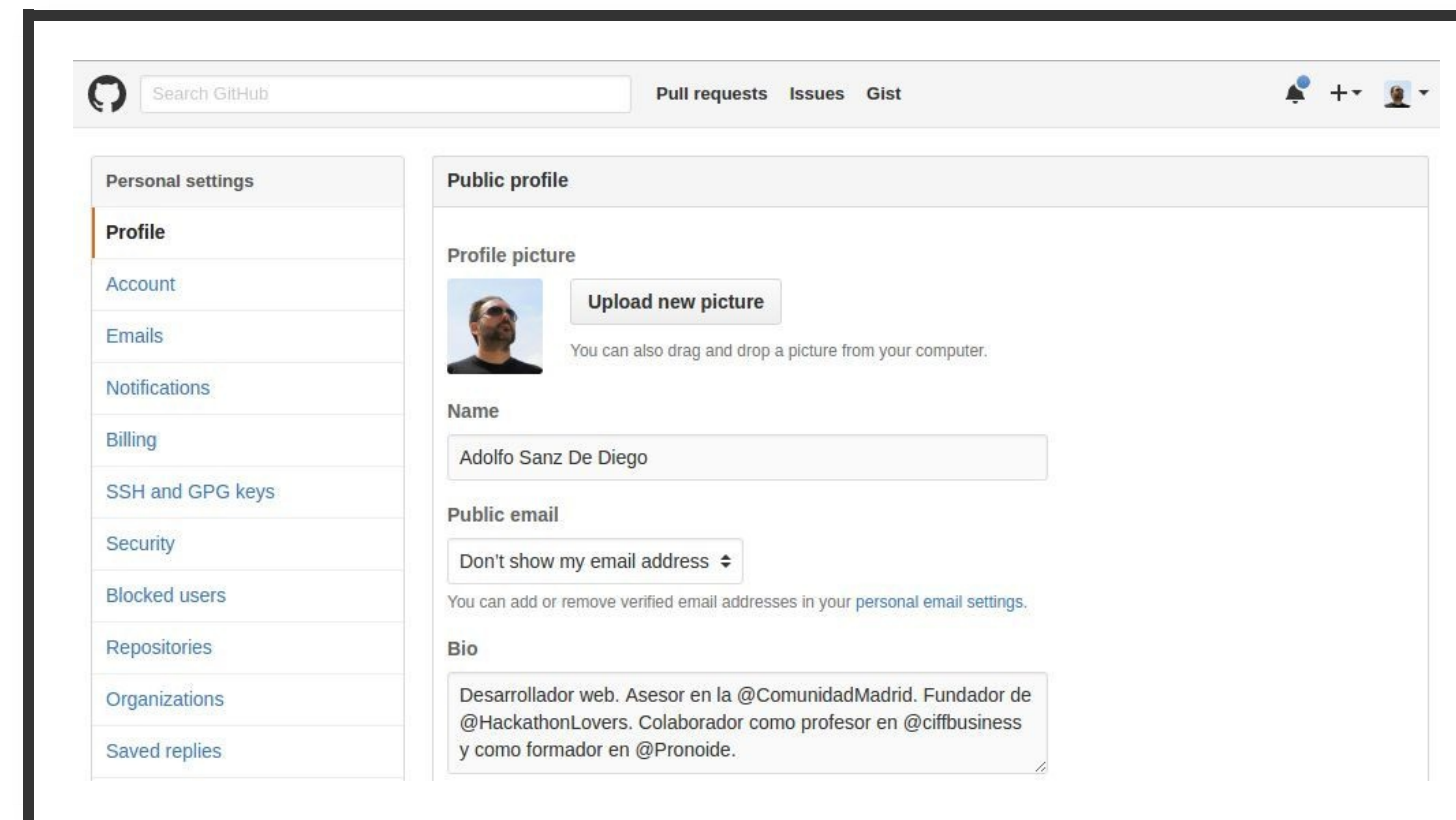 Search GitHub
Pull requests Issues Gist
Personal settings
Profile
Account
Emails
Notifications
Billing
SSH and GPG keys
Security
Blocked users
Repositories
Organizations
Saved replies
Public profile
Profile picture
Upload new picture
You can also drag and drop a picture from your computer.
Name
Adolfo Sanz De Diego
Public email
Don't show my email address
You can add or remove verified email addresses in your personal email settings.
Bio
Desarrollador web. Asesor en la @ComunidadMadrid. Fundador de
@HackathonLovers. Colaborador como profesor en @ciffbusiness
y como formador en @Pronoide.